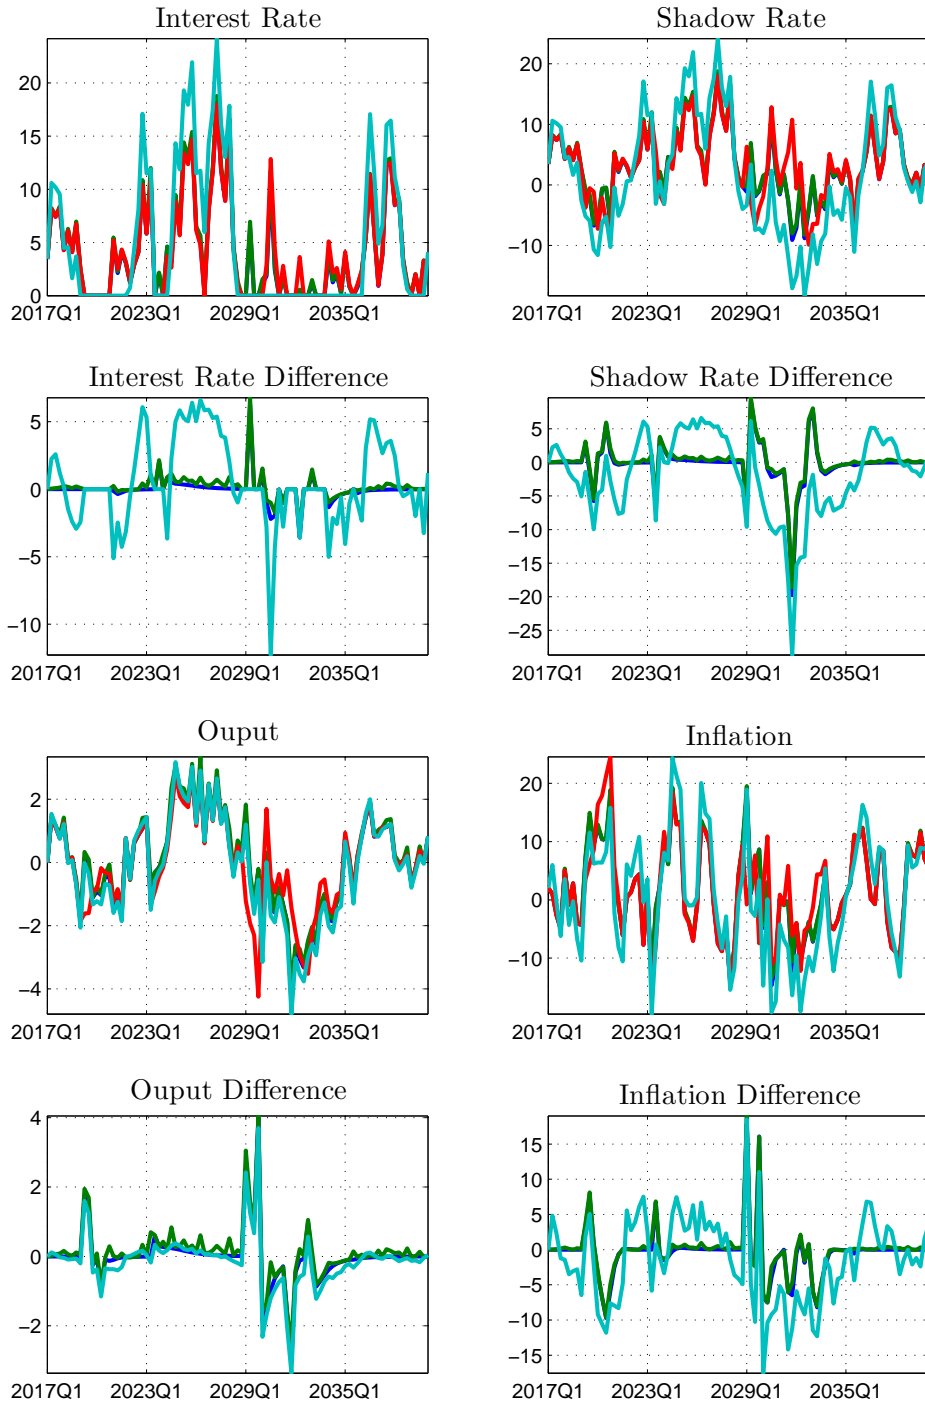 Interest Rate
Shadow Rate
20
15
10
5
0
2017Q1 2023Q1 2029Q1 2035Q1
20
10
0
−10
2017Q1 2023Q1 2029Q1 2035Q1
Interest Rate Difference
Shadow Rate Difference
5
0
−5
−10
2017Q1 2023Q1 2029Q1 2035Q1
5
0
−5
−10
−15
−20
−25
2017Q1 2023Q1 2029Q1 2035Q1
Ouput
Inflation
2
0
−2
−4
2017Q1 2023Q1 2029Q1 2035Q1
20
10
0
−10
2017Q1 2023Q1 2029Q1 2035Q1
Ouput Difference
Inflation Difference
4
2
0
−2
2017Q1 2023Q1 2029Q1 2035Q1
15
10
5
0
−5
−10
−15
2017Q1 2023Q1 2029Q1 2035Q1